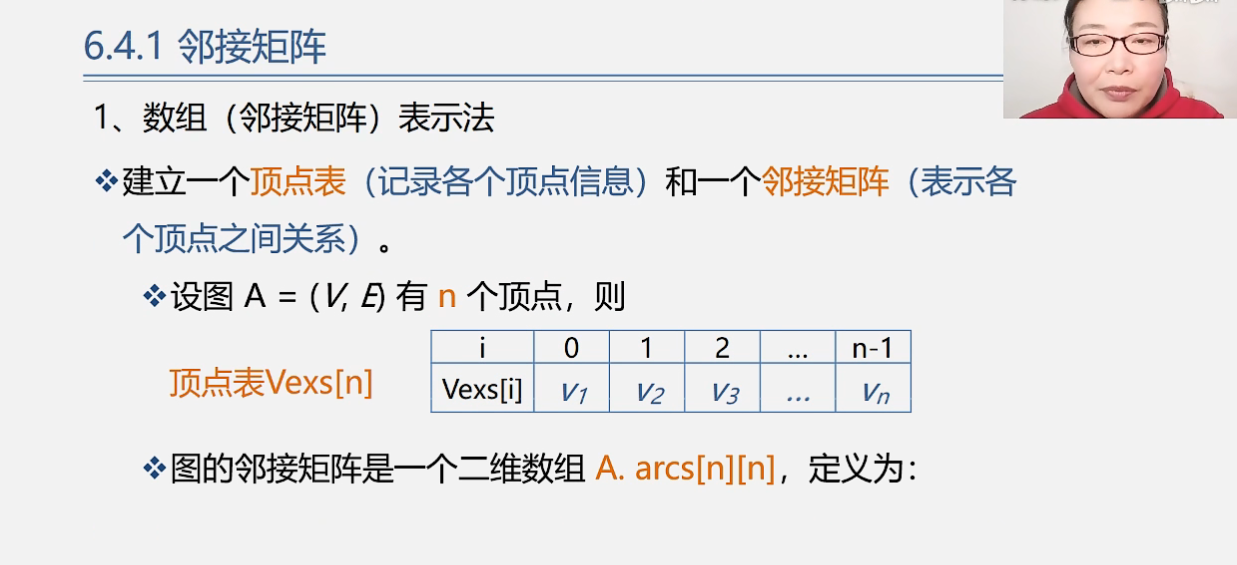 6.4.1 邻接矩阵
1、数组（邻接矩阵）表示法
❖建立一个顶点表（记录各个顶点信息）和一个邻接矩阵（表示各
个顶点之间关系）。
❖设图 A = (V, E) 有 n 个顶点，则
i 0 1 2 … n-1
顶点表Vexs[n]
Vexs[i] v1 v2 v3 … vn
❖图的邻接矩阵是一个二维数组 A. arcs[n][n]，定义为：